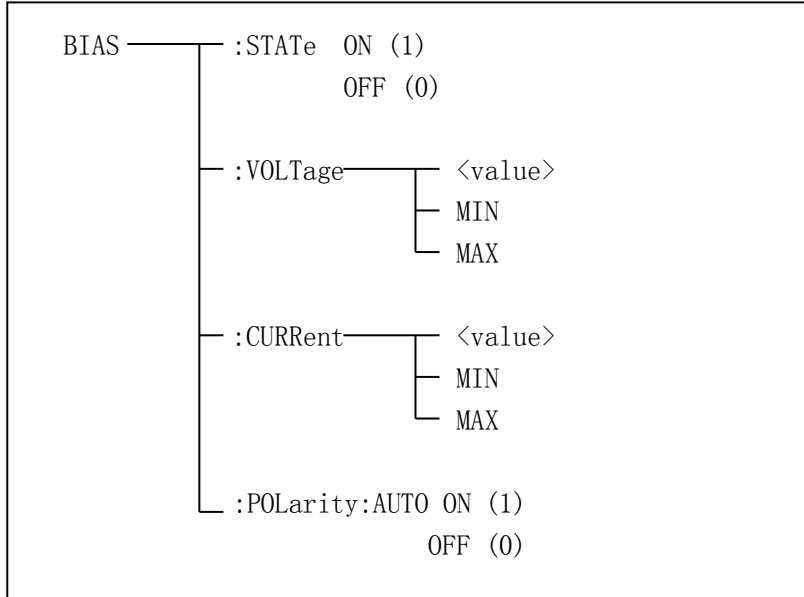 BIAS :STATe ON (1)
OFF (0)
:VOLTage <value>
MIN
MAX
:CURRent <value>
MIN
MAX
:POLarity:AUTO ON (1)
OFF (0)